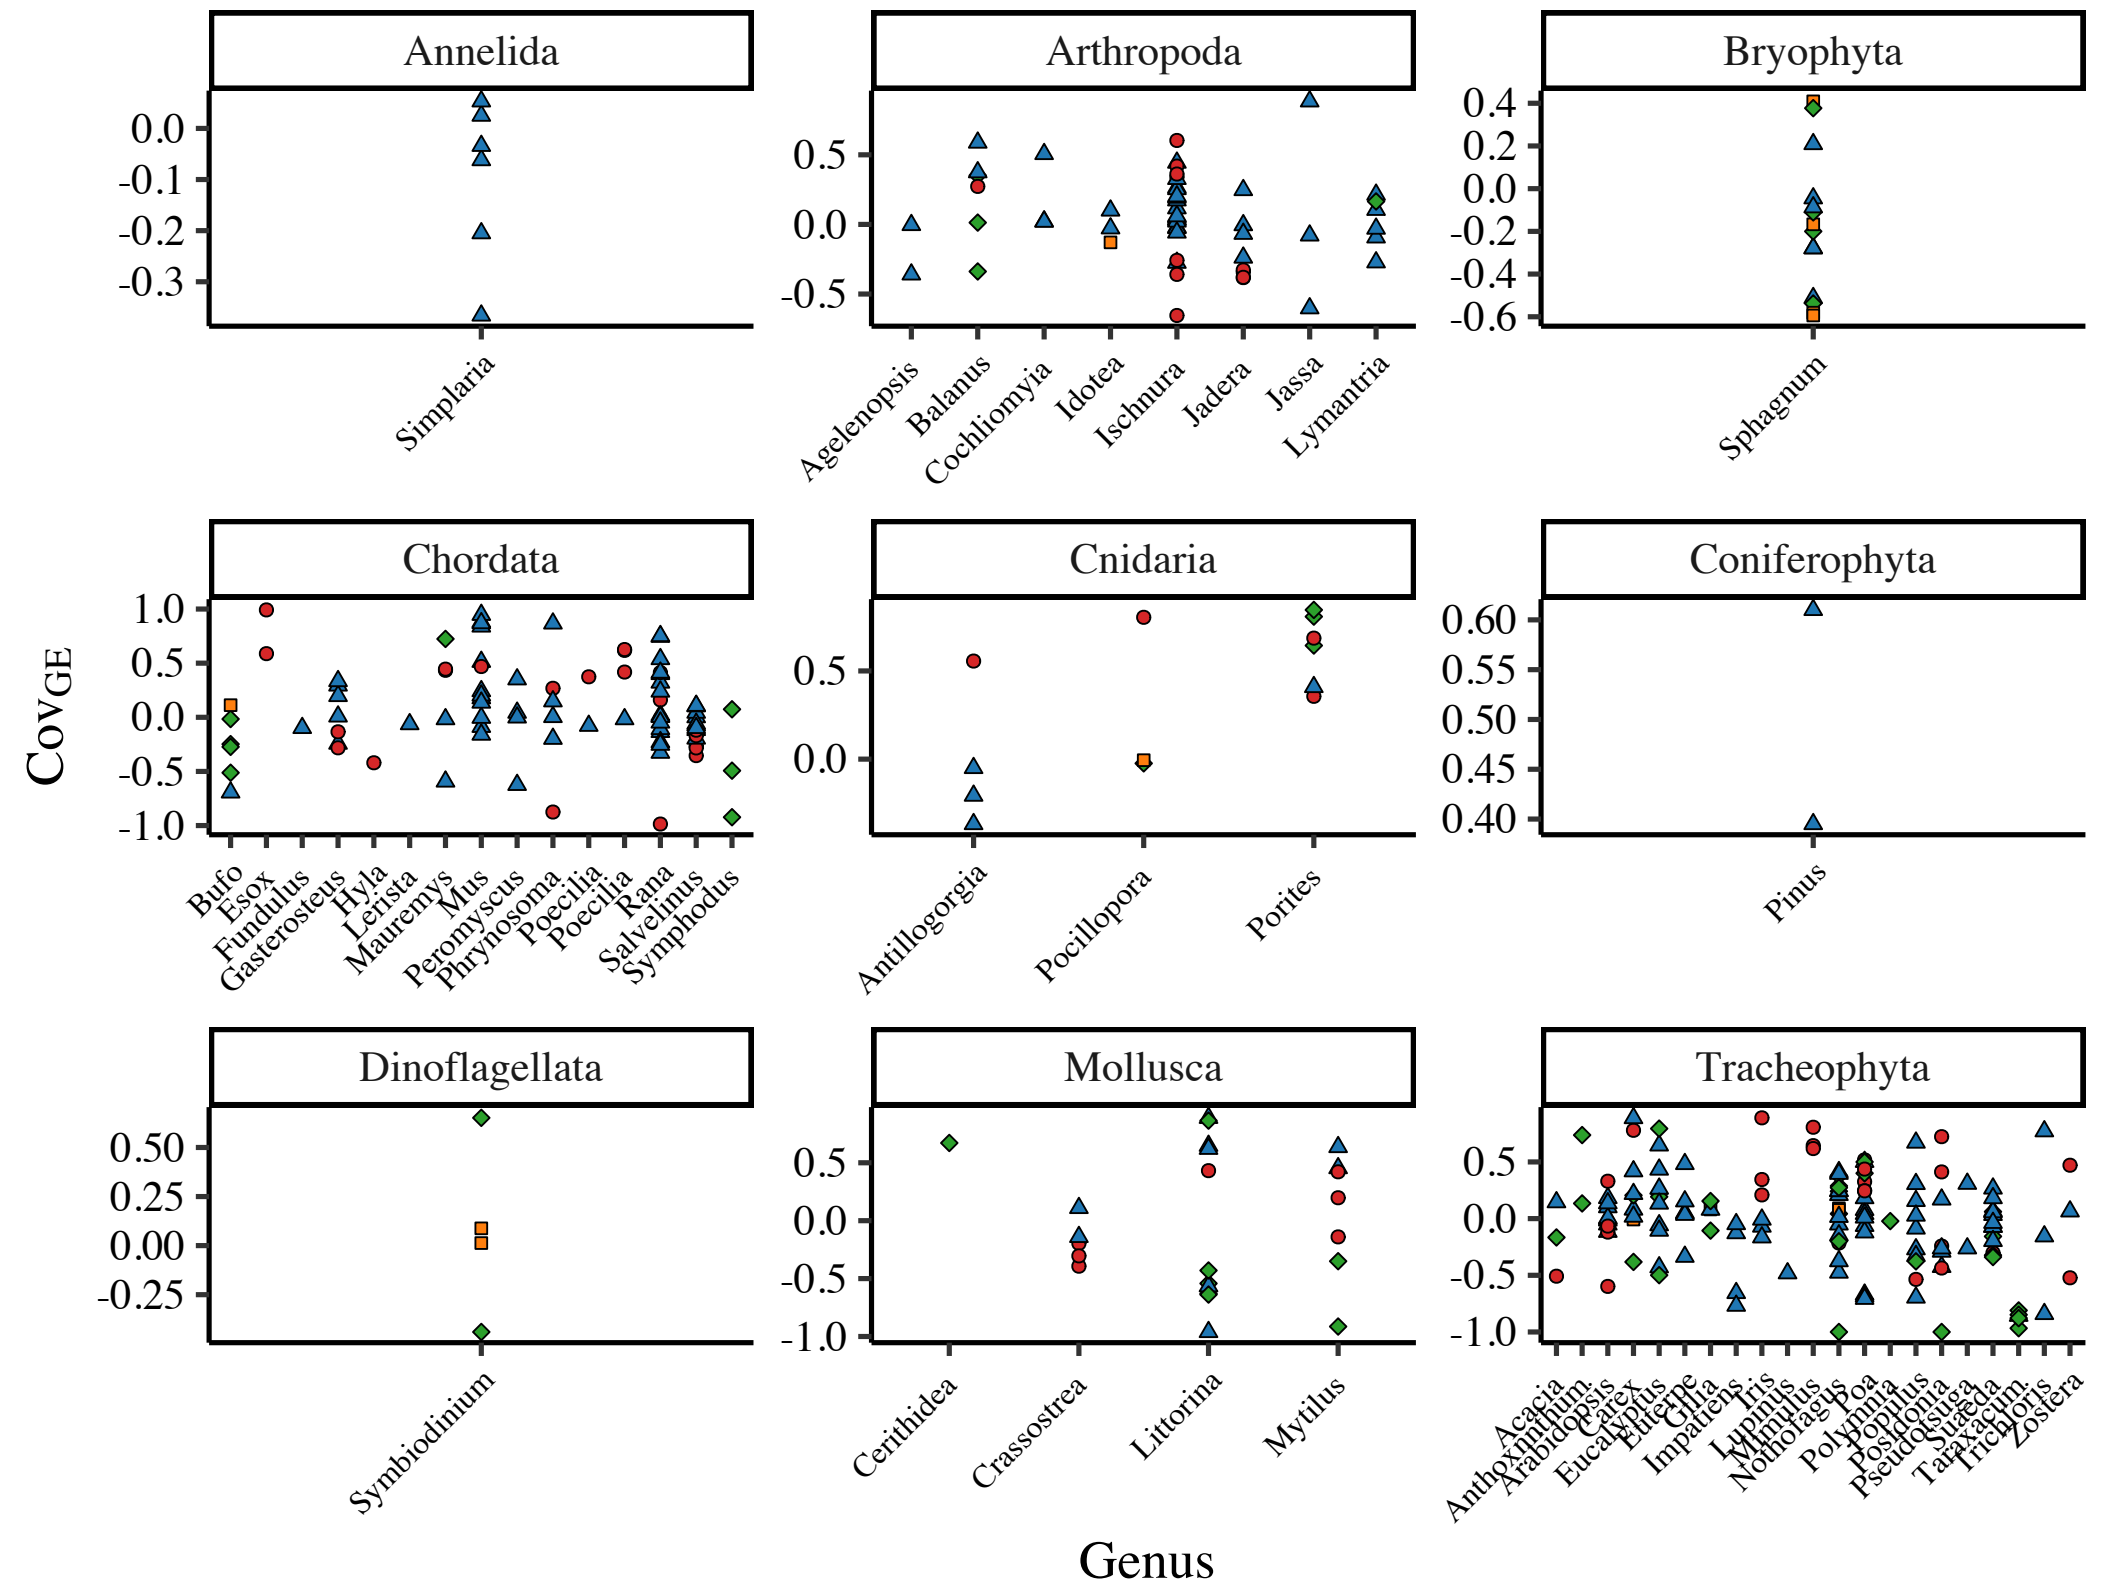 Annelida
Arthropoda
Bryophyta
0.0
-0.1
-0.2
-0.3
0.5
0.0
-0.5
0.4
0.2
0.0
-0.2
-0.4
-0.6
Simplaria
Agelenopsis
Balanus
Cochliomyia
Idotea
Ischnura
Jadera
Jassa
Lymantria
Sphagnum
Chordata
Cnidaria
Coniferophyta
CovGE
1.0
0.5
0.0
-0.5
-1.0
0.5
0.0
0.60
0.55
0.50
0.45
0.40
Bufo
Esox
Fundulus
Gasterosteus
Hyla
Lerista
Mauremys
Mus
Peromyscus
Phrynosoma
Poecilia
Poecilia
Rana
Salvelinus
Symphodus
Antillogorgia
Pocillopora
Porites
Pinus
Dinoflagellata
Mollusca
Tracheophyta
0.50
0.25
0.00
-0.25
0.5
0.0
-0.5
-1.0
0.5
0.0
-0.5
-1.0
Symbiodinium
Cerithidea
Crassostrea
Littorina
Mytilus
Acacia
Anthoxnnthum.
Arabidopsis
Carex
Eucalyptus
Euterpe
Gilia
Impatiens
Iris
Lupinus
Mimulus
Nothofagus
Poa
Polymnia
Populus
Posidonia
Pseudotsuga
Suaeda
Taraxacum.
Trichloris
Zostera
Genus